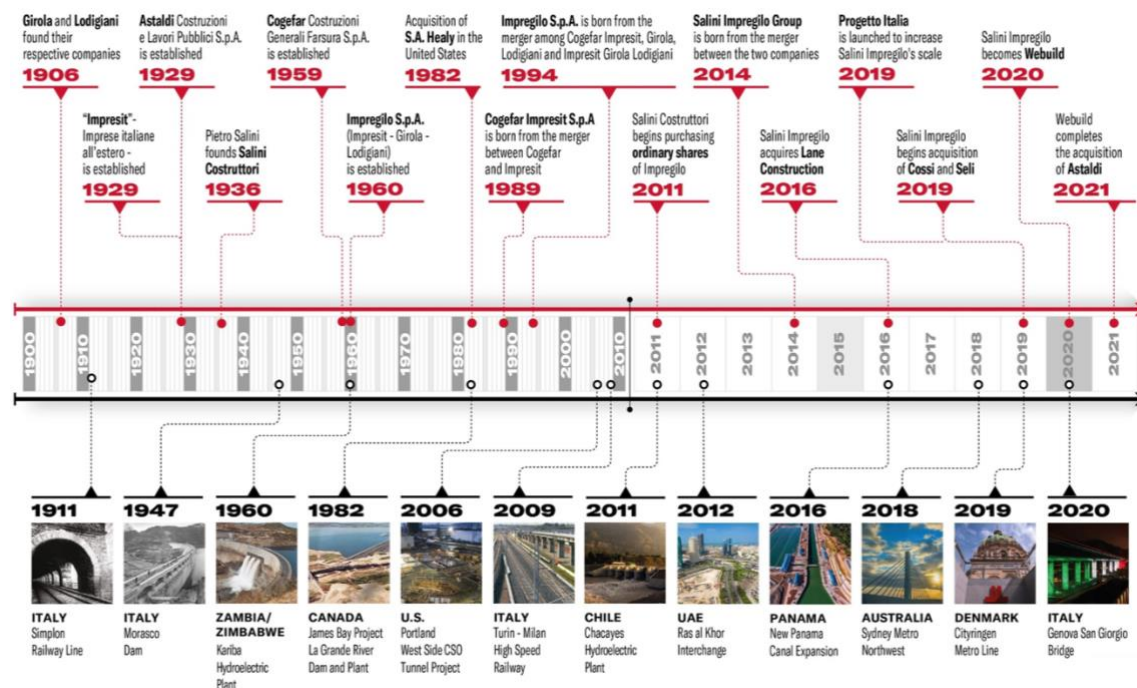 Girola and Lodigiani
found their
respective companies
1906
Astaldi Costruzioni
e Lavori Pubblici S.p.A.
is established
1929
Cogefar Costruzioni
Generali Farsura S.p.A.
is established
1959
Acquisition of
S.A. Healy in the
United States
1982
Impregilo S.p.A. is born from the
merger among Cogefar Impresit, Girola,
Lodigiani and Impresit Girola Lodigiani
1994
Salini Impregilo Group
is born from the merger
between the two companies
2014
Progetto Italia
is launched to increase
Salini Impregilo's scale
2019
Salini Impregilo
becomes Webuild
2020
"Impresit"-
Imprese italiane
all'estero -
is established
1929
Pietro Salini
founds Salini
Costruttori
1936
Impregilo S.p.A.
(Impresit - Girola -
Lodigiani)
is established
1960
Cogefar Impresit S.p.A
is born from the merger
between Cogefar
and Impresit
1989
Salini Costruttori
begins purchasing
ordinary shares
of Impregilo
2011
Salini Impregilo
acquires Lane
Construction
2016
Salini Impregilo
begins acquisition
of Cossi and Seli
2019
Webuild
completes
the acquisition
of Astaldi
2021
1900
1910
1920
1930
1940
1950
1960
1970
1980
1990
2000
2010
2011
2012
2013
2014
2015
2016
2017
2018
2019
2020
2021
1911
ITALY
Simplon
Railway Line
1947
ITALY
Morasco
Dam
1960
ZAMBIA/
ZIMBABWE
Kariba
Hydroelectric
Plant
1982
CANADA
James Bay Project
La Grande River
Dam and Plant
2006
U.S.
Portland
West Side CSO
Tunnel Project
2009
ITALY
Turin - Milan
High Speed
Railway
2011
CHILE
Chacayes
Hydroelectric
Plant
2012
UAE
Ras al Khor
Interchange
2016
PANAMA
New Panama
Canal Expansion
2018
AUSTRALIA
Sydney Metro
Northwest
2019
DENMARK
Cityringen
Metro Line
2020
ITALY
Genova San Giorgio
Bridge